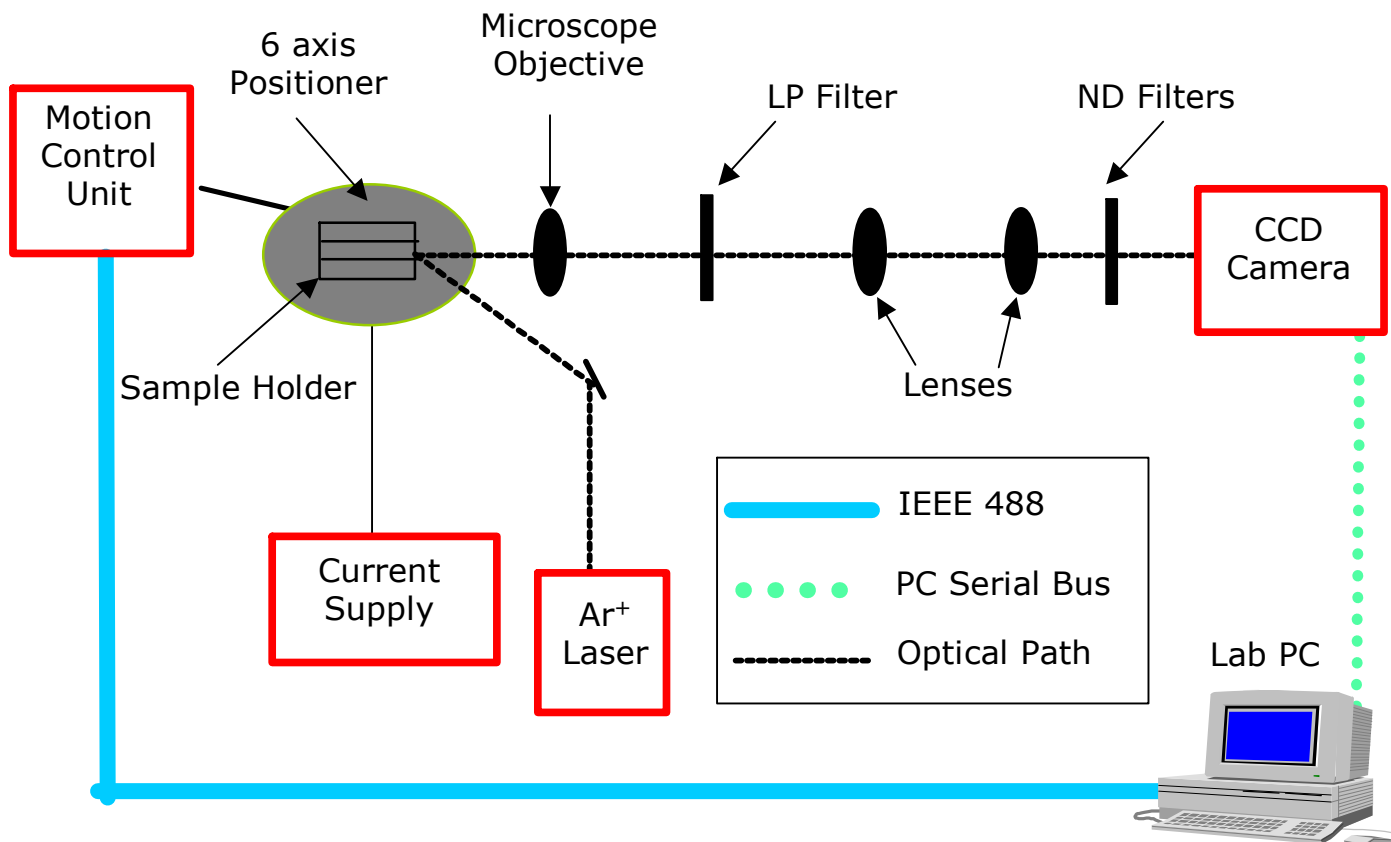 Microscope
Objective
6 axis
Positioner
LP Filter
ND Filters
Motion
Control
Unit
CCD
Camera
Sample Holder
Lenses
IEEE 488
PC Serial Bus
Optical Path
Current
Supply
Ar⁺
Laser
Lab PC